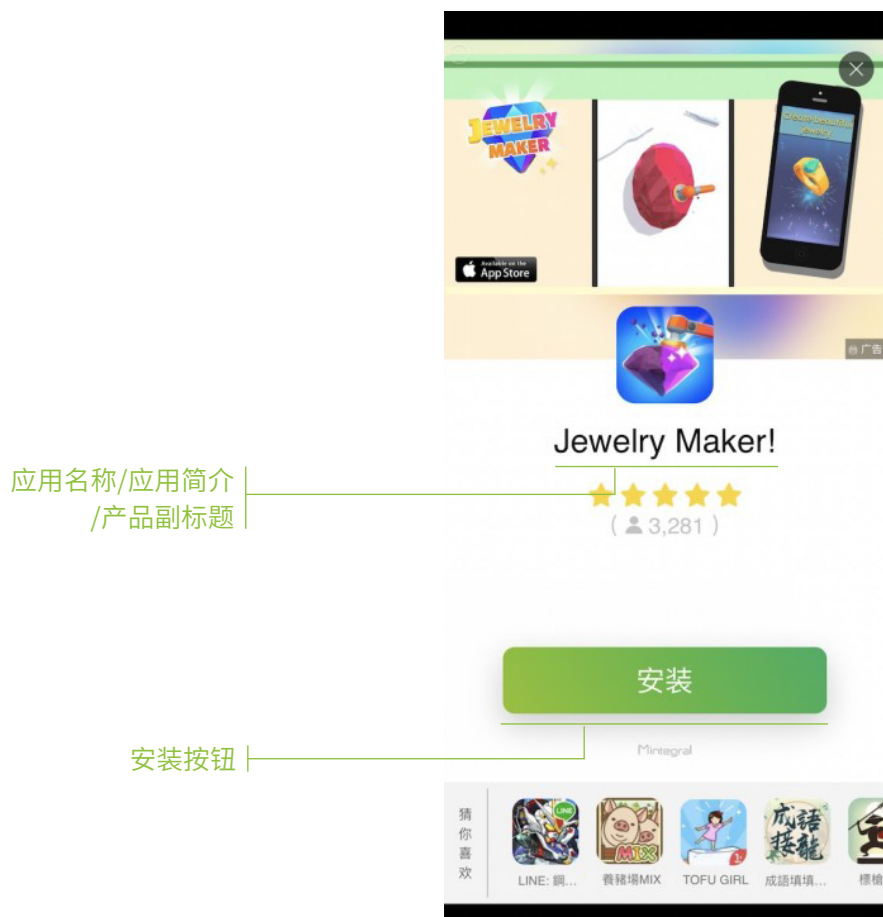 JEWELRY
MAKER
Create beautiful
jewelry
Available on the
App Store
广告
Jewelry Maker!
应用名称/应用简介
/产品副标题
( 3,281 )
安装
安装按钮
Mintegral
猜你喜欢
LINE
MIX
成語接龍
LINE: 鋼...
養豬場MIX
TOFU GIRL
成語填填...
標槍